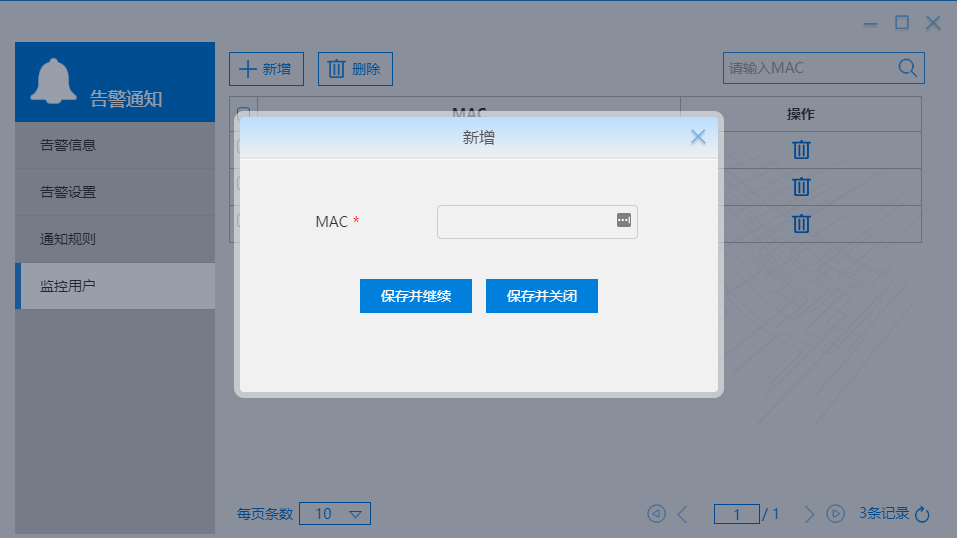 告警通知
告警信息
告警设置
通知规则
监控用户
新增
删除
请输入MAC
MAC
操作
新增
MAC *
保存并继续
保存并关闭
每页条数
10
1
/ 1
3条记录